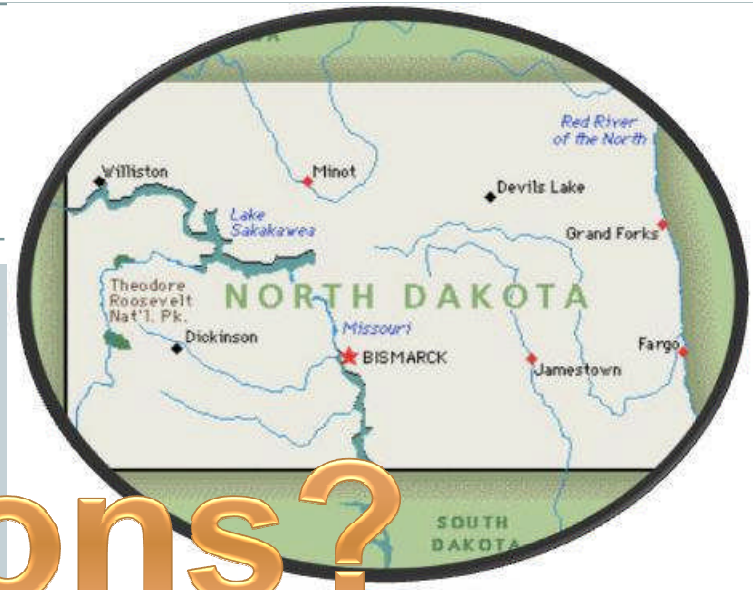 Red River
of the North
Williston
Minot
Devils Lake
Lake
Sakakawea
Grand Forks
Theodore
Roosevelt
Nat'l. Pk.
NORTH DAKOTA
Missouri
Dickinson
Fargo
BISMARCK
Jamestown
ons?
SOUTH
DAKOTA